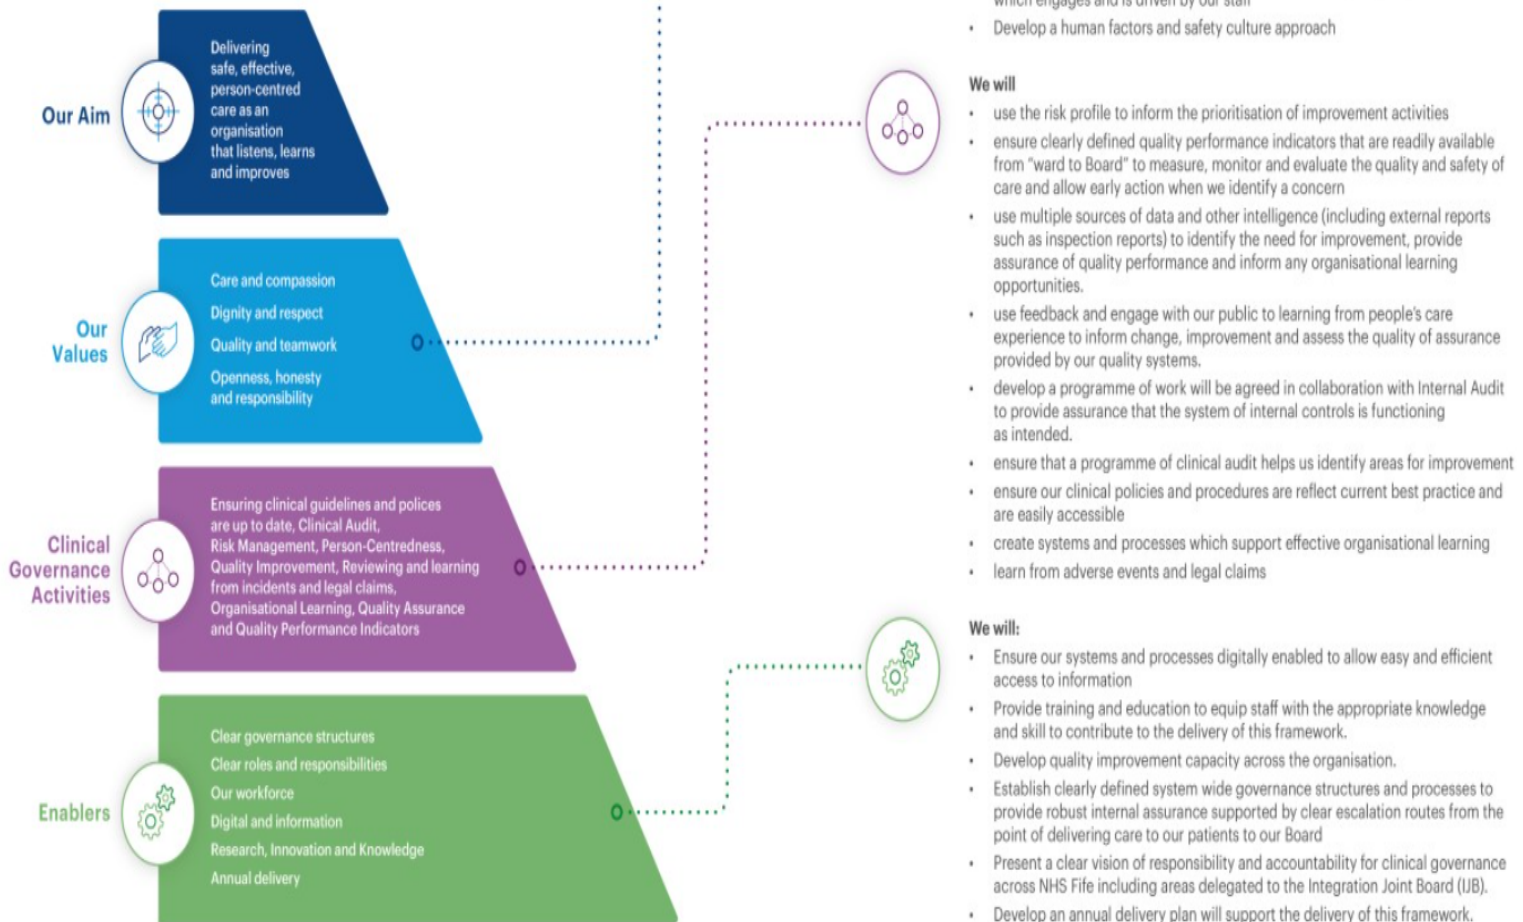 Our Aim
Delivering
safe, effective,
person-centred
care as an
organisation
that listens, learns
and improves
Our
Values
Care and compassion
Dignity and respect
Quality and teamwork
Openness, honesty
and responsibility
Clinical
Governance
Activities
Ensuring clinical guidelines and polices
are up to date, Clinical Audit,
Risk Management, Person-Centredness,
Quality Improvement, Reviewing and learning
from incidents and legal claims,
Organisational Learning, Quality Assurance
and Quality Performance Indicators
Enablers
Clear governance structures
Clear roles and responsibilities
Our workforce
Digital and information
Research, Innovation and Knowledge
Annual delivery
which engages and is driven by our staff
• Develop a human factors and safety culture approach
We will
• use the risk profile to inform the prioritisation of improvement activities
• ensure clearly defined quality performance indicators that are readily available
from “ward to Board” to measure, monitor and evaluate the quality and safety of
care and allow early action when we identify a concern
• use multiple sources of data and other intelligence (including external reports
such as inspection reports) to identify the need for improvement, provide
assurance of quality performance and inform any organisational learning
opportunities.
• use feedback and engage with our public to learning from people’s care
experience to inform change, improvement and assess the quality of assurance
provided by our quality systems.
• develop a programme of work will be agreed in collaboration with Internal Audit
to provide assurance that the system of internal controls is functioning
as intended.
• ensure that a programme of clinical audit helps us identify areas for improvement
• ensure our clinical policies and procedures are reflect current best practice and
are easily accessible
• create systems and processes which support effective organisational learning
• learn from adverse events and legal claims
We will:
• Ensure our systems and processes digitally enabled to allow easy and efficient
access to information
• Provide training and education to equip staff with the appropriate knowledge
and skill to contribute to the delivery of this framework.
• Develop quality improvement capacity across the organisation.
• Establish clearly defined system wide governance structures and processes to
provide robust internal assurance supported by clear escalation routes from the
point of delivering care to our patients to our Board
• Present a clear vision of responsibility and accountability for clinical governance
across NHS Fife including areas delegated to the Integration Joint Board (IJB).
• Develop an annual delivery plan will support the delivery of this framework.